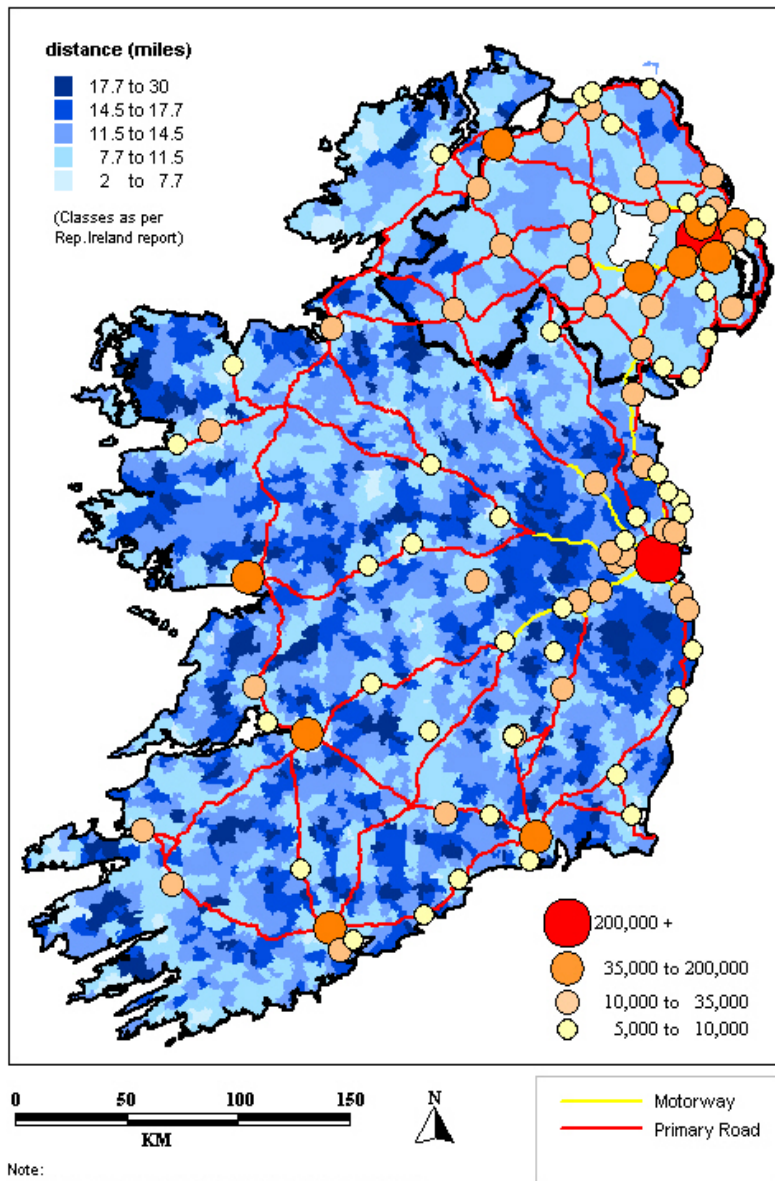 distance (miles)
17.7 to 30
14.5 to 17.7
11.5 to 14.5
7.7 to 11.5
2 to 7.7
(Classes as per
Rep.Ireland report)
200,000 +
35,000 to 200,000
10,000 to 35,000
5,000 to 10,000
0 50 100 150
KM
N
Motorway
Primary Road
Note: